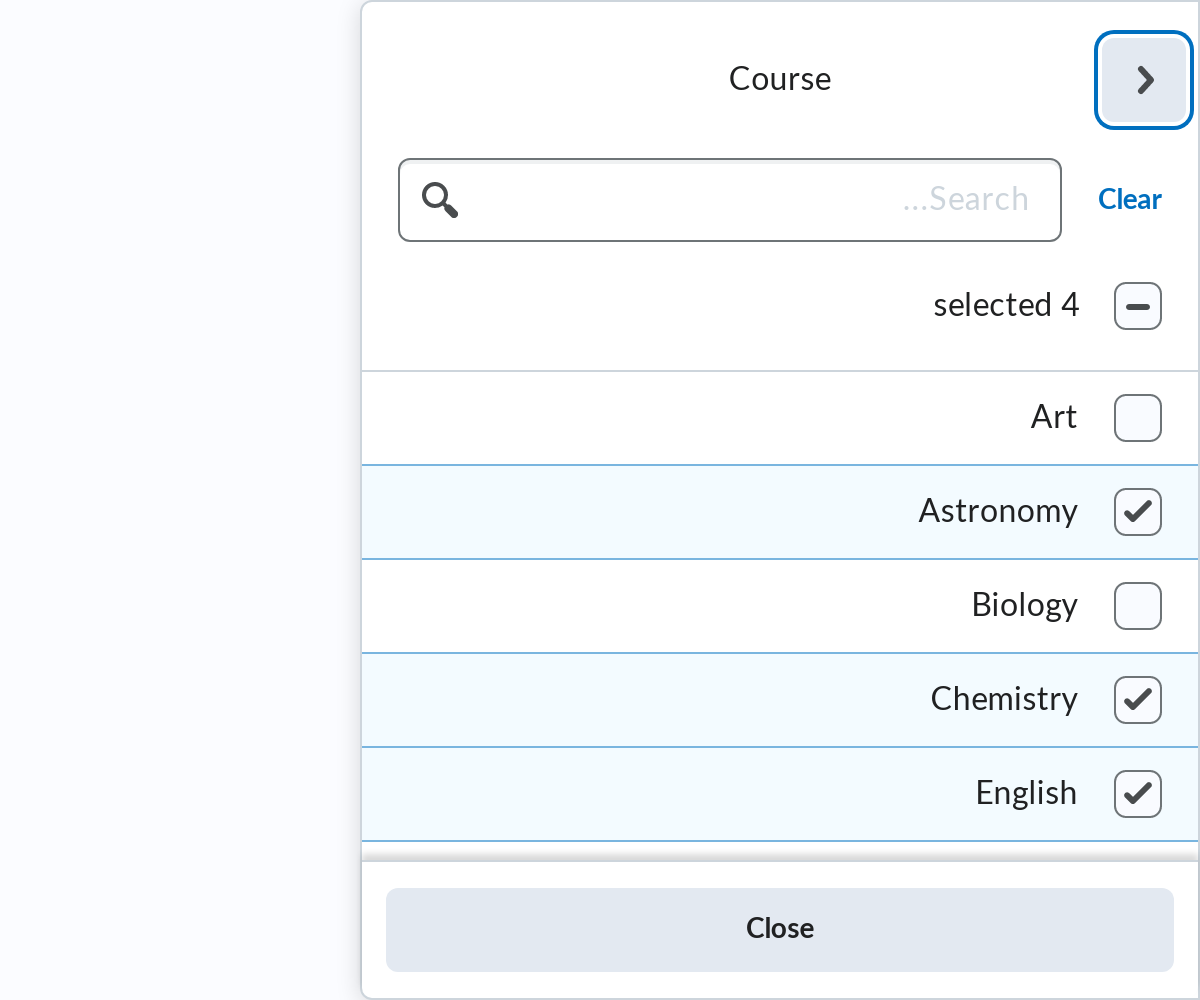 Course
...Search
Clear
selected 4
Art
Astronomy
Biology
Chemistry
English
Close